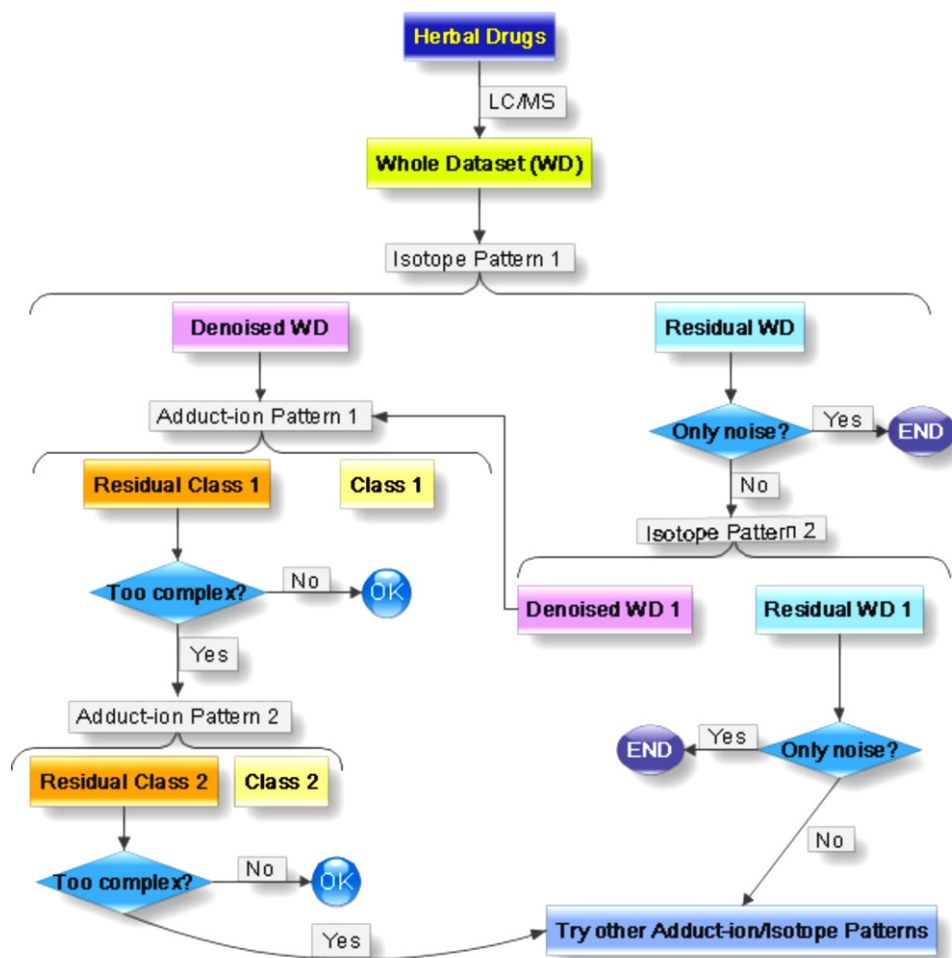 Herbal Drugs
LC/MS
Whole Dataset (WD)
Isotope Pattern 1
Denoised WD
Residual WD
Adduct-ion Pattern 1
Only noise?
Yes
END
Residual Class 1
Class 1
No
Isotope Pattern 2
Too complex?
No
OK
Denoised WD 1
Residual WD 1
Yes
Adduct-ion Pattern 2
END
Yes
Only noise?
Residual Class 2
Class 2
No
Too complex?
No
OK
Yes
Try other Adduct-ion/Isotope Patterns